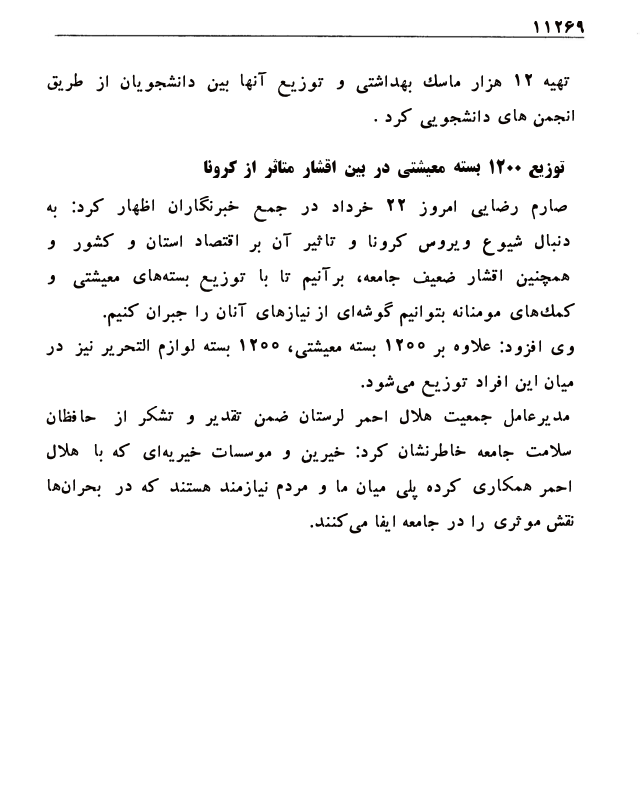 ۱۱۲۶۹
تهیه ۱۲ هزار ماسك بهداشتی و توزیع آنها بین دانشجویان از طریق
انجمن های دانشجویی کرد .
توزیع ۱۲۰۰ بسته معیشتی در بین اقشار متاثر از کرونا
صارم رضایی امروز ۲۲ خرداد در جمع خبرنگاران اظهار کرد: به
دنبال شیوع ویروس کرونا و تاثیر آن بر اقتصاد استان و کشور و
همچنین اقشار ضعیف جامعه، برآنیم تا با توزیع بسته‌های معیشتی و
کمك‌های مومنانه بتوانیم گوشه‌ای از نیازهای آنان را جبران کنیم.
وی افزود: علاوه بر ۱۲۰۰ بسته معیشتی، ۱۲۰۰ بسته لوازم التحریر نیز در
میان این افراد توزیع می‌شود.
مدیرعامل جمعیت هلال احمر لرستان ضمن تقدیر و تشکر از حافظان
سلامت جامعه خاطرنشان کرد: خیرین و موسسات خیریه‌ای که با هلال
احمر همکاری کرده پلی میان ما و مردم نیازمند هستند که در بحران‌ها
نقش موثری را در جامعه ایفا می‌کنند.